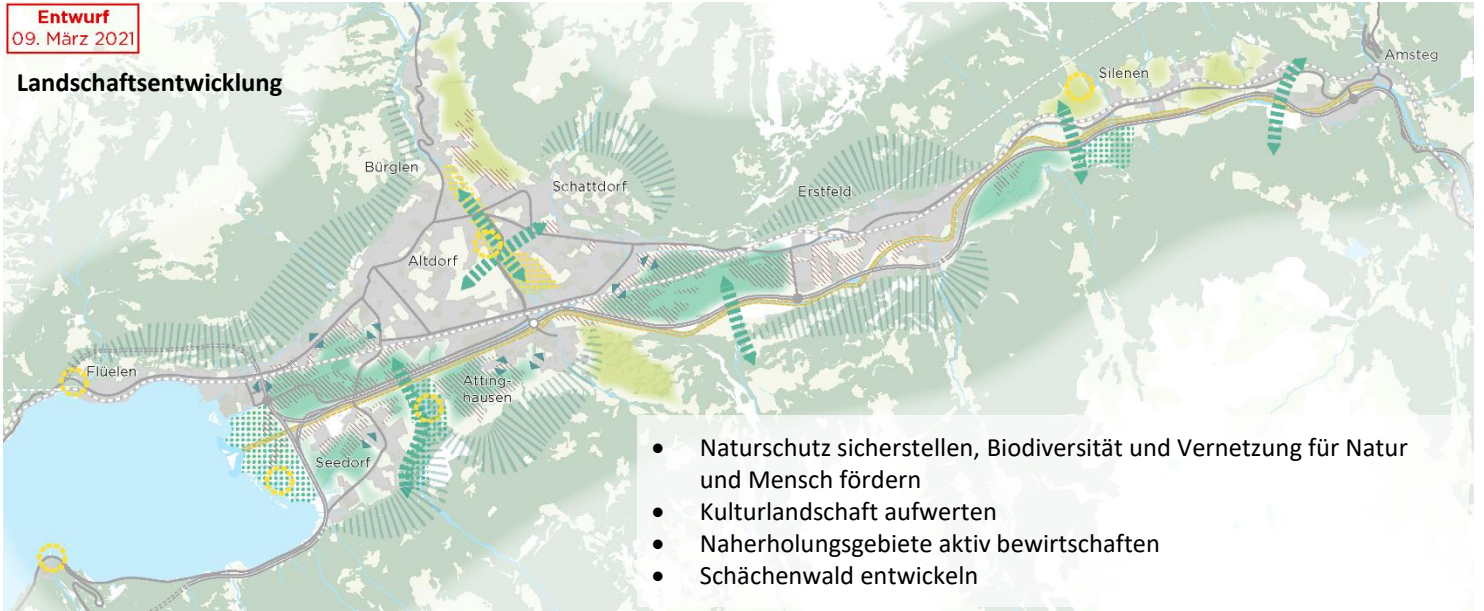 Entwurf
09. März 2021
Landschaftsentwicklung
Amsteg
Silenen
Bürglen
Schattdorf
Erstfeld
Altdorf
Flüelen
Atting-
hausen
Seedorf
• Naturschutz sicherstellen, Biodiversität und Vernetzung für Natur
und Mensch fördern
• Kulturlandschaft aufwerten
• Naherholungsgebiete aktiv bewirtschaften
• Schächenwald entwickeln